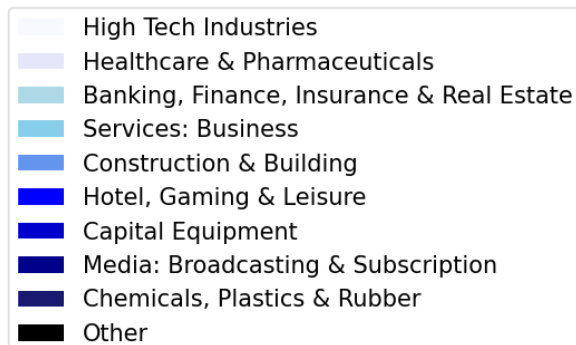 High Tech Industries
Healthcare & Pharmaceuticals
Banking, Finance, Insurance & Real Estate
Services: Business
Construction & Building
Hotel, Gaming & Leisure
Capital Equipment
Media: Broadcasting & Subscription
Chemicals, Plastics & Rubber
Other